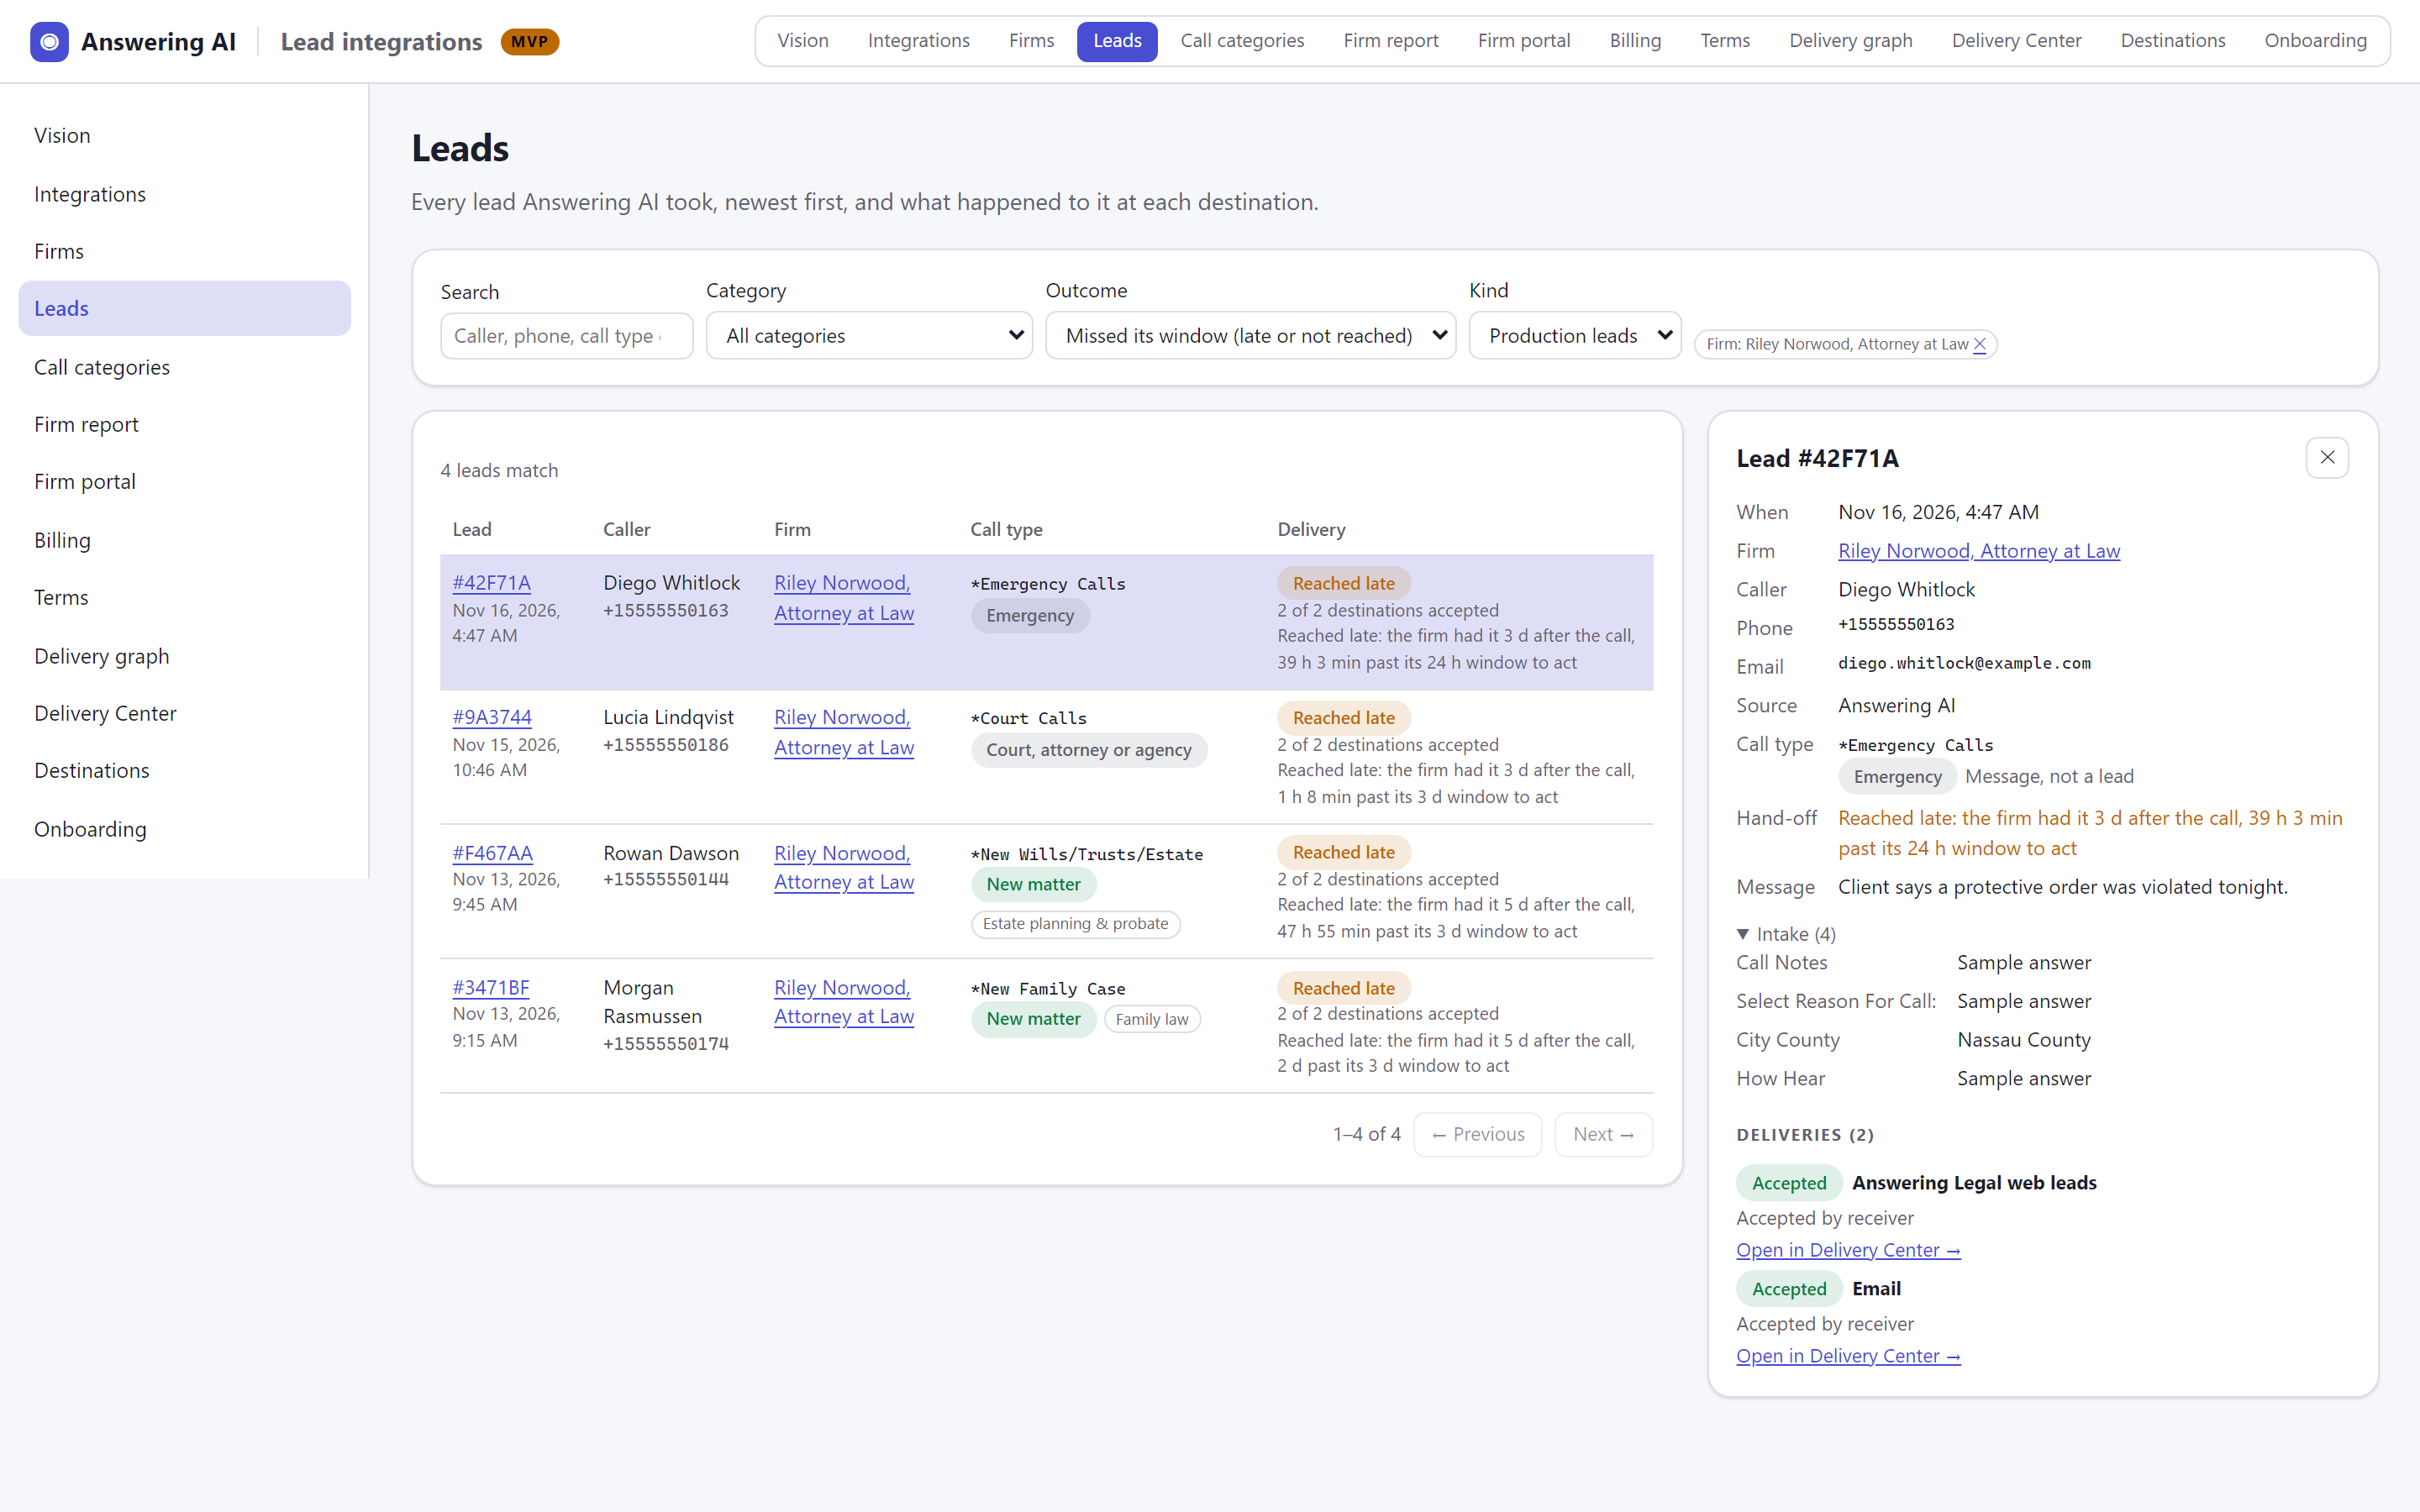 Answering AI
Lead integrations
MVP
Vision
Integrations
Firms
Leads
Call categories
Firm report
Firm portal
Billing
Terms
Delivery graph
Delivery Center
Destinations
Onboarding
Vision
Integrations
Firms
Leads
Call categories
Firm report
Firm portal
Billing
Terms
Delivery graph
Delivery Center
Destinations
Onboarding
Leads
Every lead Answering AI took, newest first, and what happened to it at each destination.
Search
Caller, phone, call type
Category
All categories
Outcome
Missed its window (late or not reached)
Kind
Production leads
Firm: Riley Norwood, Attorney at Law ×
4 leads match
Lead Caller Firm Call type Delivery
#42F71A
Nov 16, 2026,
4:47 AM
Diego Whitlock
+15555550163
Riley Norwood,
Attorney at Law
*Emergency Calls
Emergency
Reached late
2 of 2 destinations accepted
Reached late: the firm had it 3 d after the call,
39 h 3 min past its 24 h window to act
#9A3744
Nov 15, 2026,
10:46 AM
Lucia Lindqvist
+15555550186
Riley Norwood,
Attorney at Law
*Court Calls
Court, attorney or agency
Reached late
2 of 2 destinations accepted
Reached late: the firm had it 3 d after the call,
1 h 8 min past its 3 d window to act
#F467AA
Nov 13, 2026,
9:45 AM
Rowan Dawson
+15555550144
Riley Norwood,
Attorney at Law
*New Wills/Trusts/Estate
New matter
Estate planning & probate
Reached late
2 of 2 destinations accepted
Reached late: the firm had it 5 d after the call,
47 h 55 min past its 3 d window to act
#3471BF
Nov 13, 2026,
9:15 AM
Morgan
Rasmussen
+15555550174
Riley Norwood,
Attorney at Law
*New Family Case
New matter
Family law
Reached late
2 of 2 destinations accepted
Reached late: the firm had it 5 d after the call,
2 d past its 3 d window to act
1–4 of 4
← Previous
Next →
Lead #42F71A
×
When Nov 16, 2026, 4:47 AM
Firm Riley Norwood, Attorney at Law
Caller Diego Whitlock
Phone +15555550163
Email diego.whitlock@example.com
Source Answering AI
Call type *Emergency Calls
Emergency Message, not a lead
Hand-off Reached late: the firm had it 3 d after the call, 39 h 3 min
past its 24 h window to act
Message Client says a protective order was violated tonight.
▼ Intake (4)
Call Notes Sample answer
Select Reason For Call: Sample answer
City County Nassau County
How Hear Sample answer
DELIVERIES (2)
Accepted Answering Legal web leads
Accepted by receiver
Open in Delivery Center →
Accepted Email
Accepted by receiver
Open in Delivery Center →